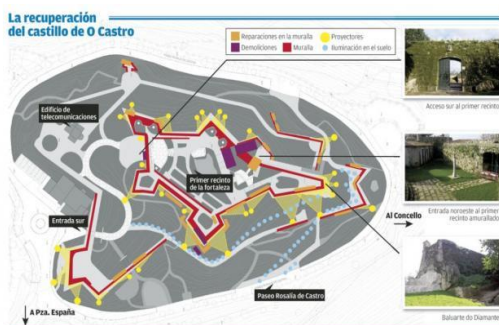 La recuperación
del castillo de O Castro
Reparaciones en la muralla
Proyectores
Demoliciones
Muralla
Iluminación en el suelo
Edificio de
telecomunicaciones
Acceso sur al primer recinto
Primer recinto
de la fortaleza
Entrada sur
Al Concello
Entrada noroeste al primer
recinto amurallado
Paseo Rosalía de Castro
A Pza. España
Baluarte do Diamante